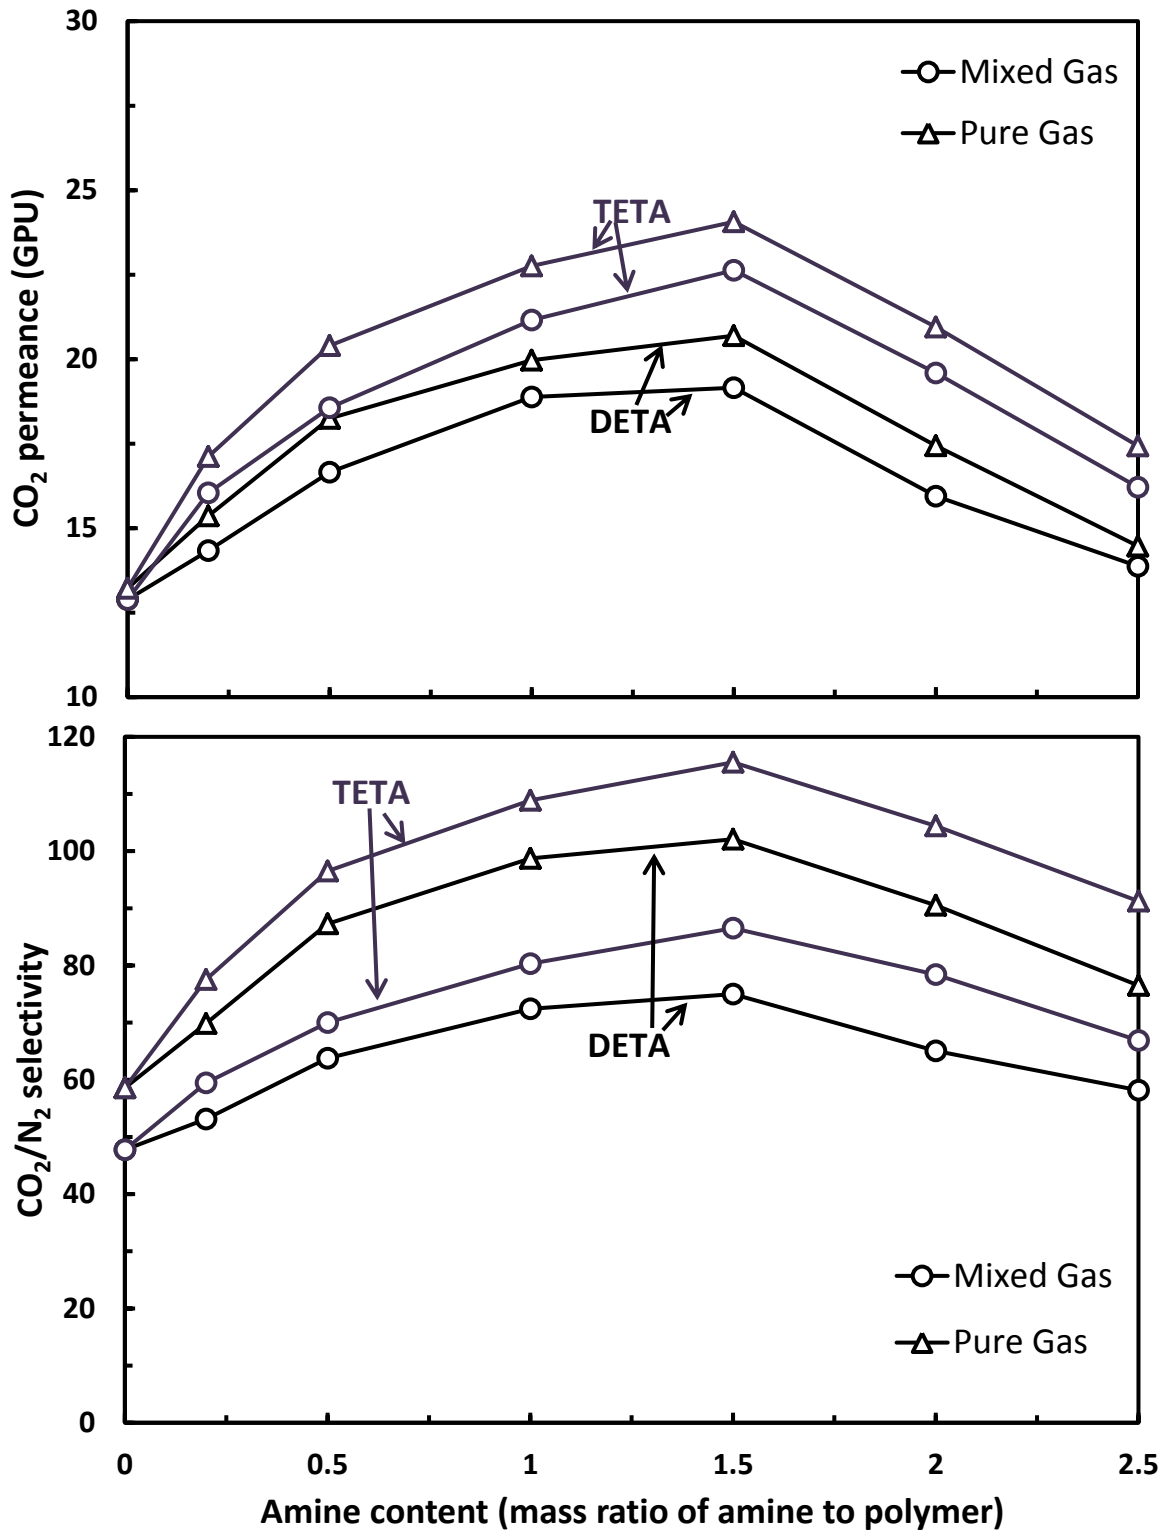 30
Mixed Gas
Pure Gas
25
TETA
20
DETA
15
10
CO₂ permeance (GPU)
120
TETA
100
80
DETA
60
40
Mixed Gas
20
Pure Gas
0
CO₂/N₂ selectivity
0 0.5 1 1.5 2 2.5
Amine content (mass ratio of amine to polymer)